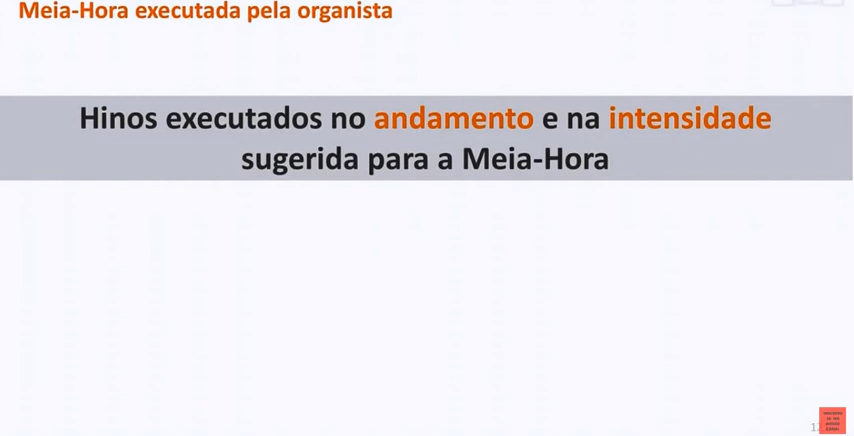 Meia-Hora executada pela organista
Hinos executados no andamento e na intensidade
sugerida para a Meia-Hora